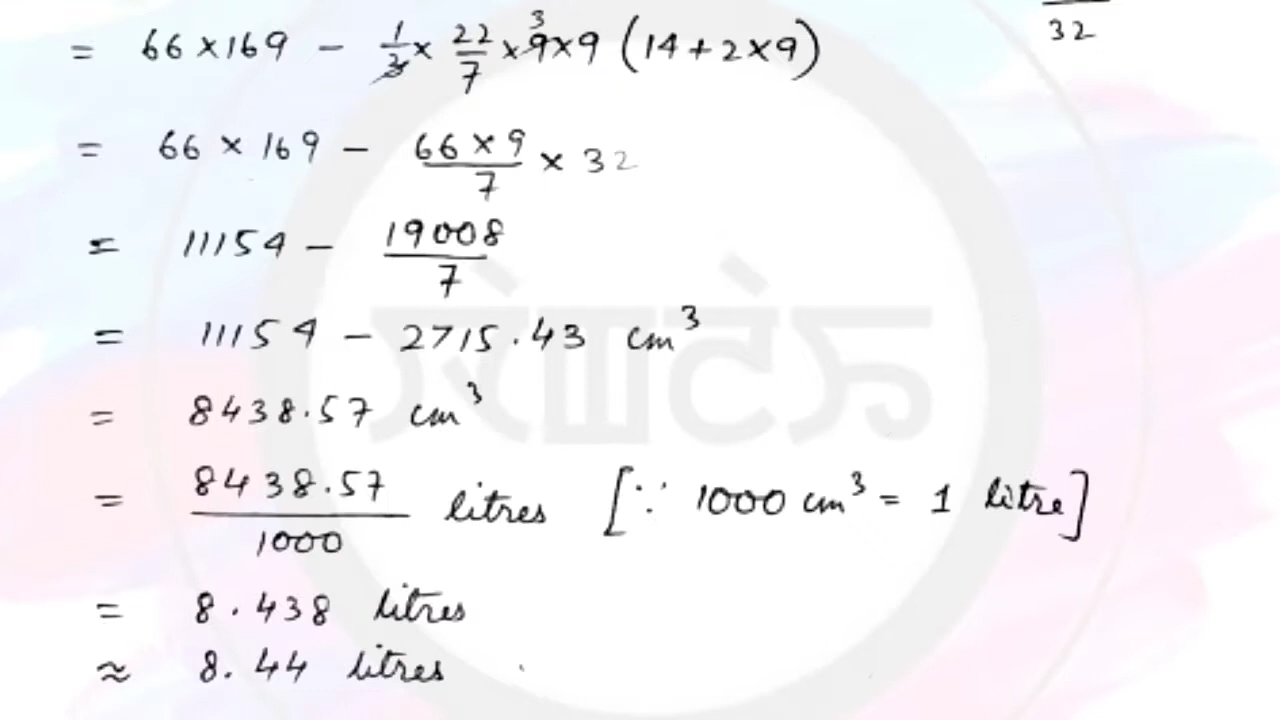 32
= 66 × 169 − 1/3 × 22/7 × 9 3 × 9 (14 + 2 × 9)
= 66 × 169 − 66 × 9/7 × 32
= 11154 − 19008/7
= 11154 − 2715.43 cm³
= 8438.57 cm³
= 8438.57/1000 litres [∵ 1000 cm³ = 1 litre]
= 8.438 litres
≈ 8.44 litres